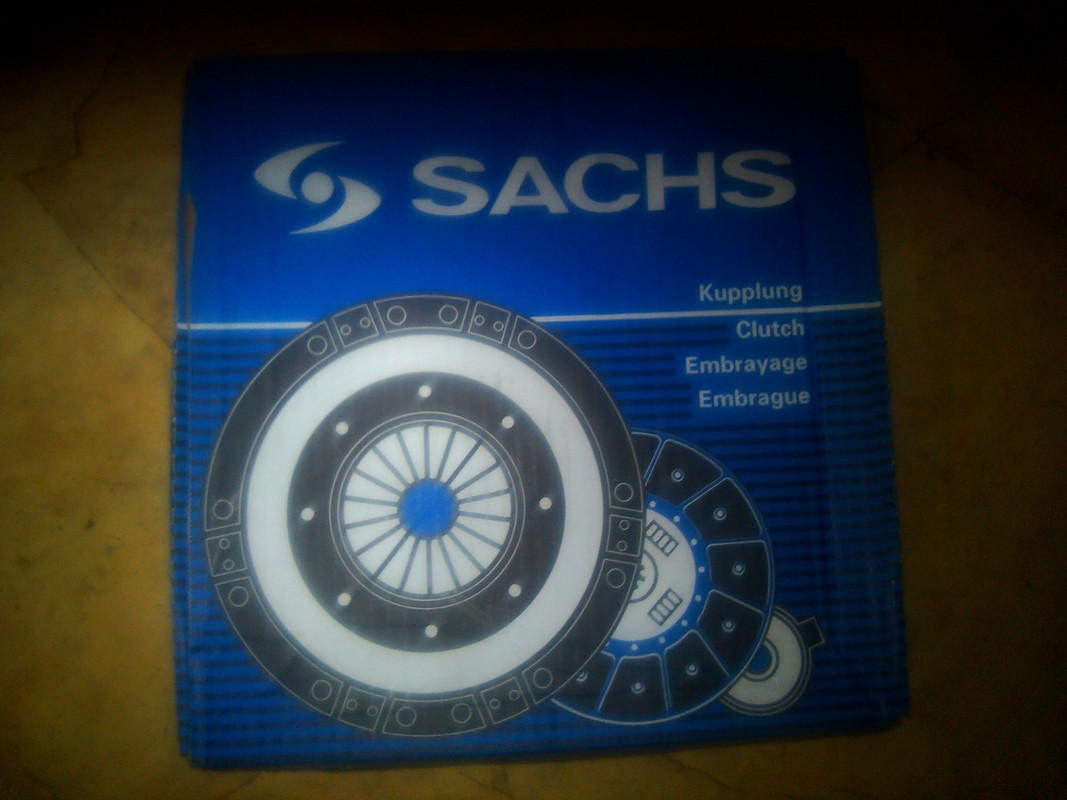 SACHS
Kupplung
Clutch
Embrayage
Embrague